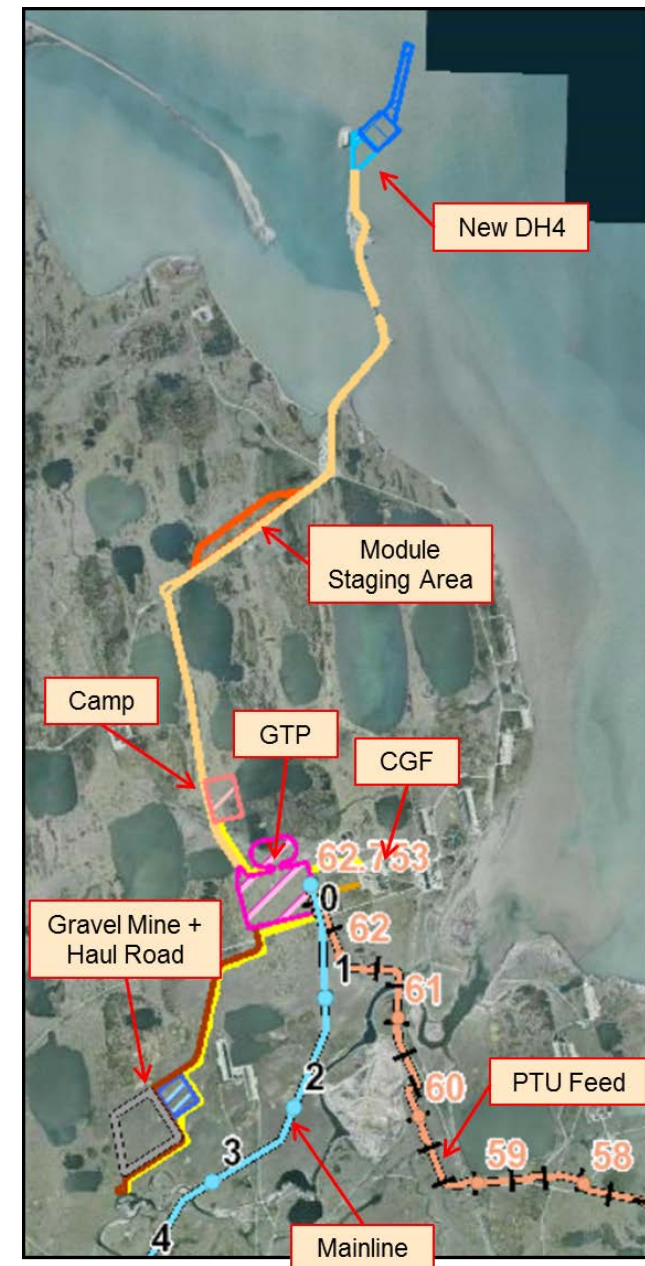 New DH4
Module
Staging Area
Camp
GTP
CGF
62.753
0
Gravel Mine +
Haul Road
62
1
61
2
60
PTU Feed
3
59
58
4
Mainline